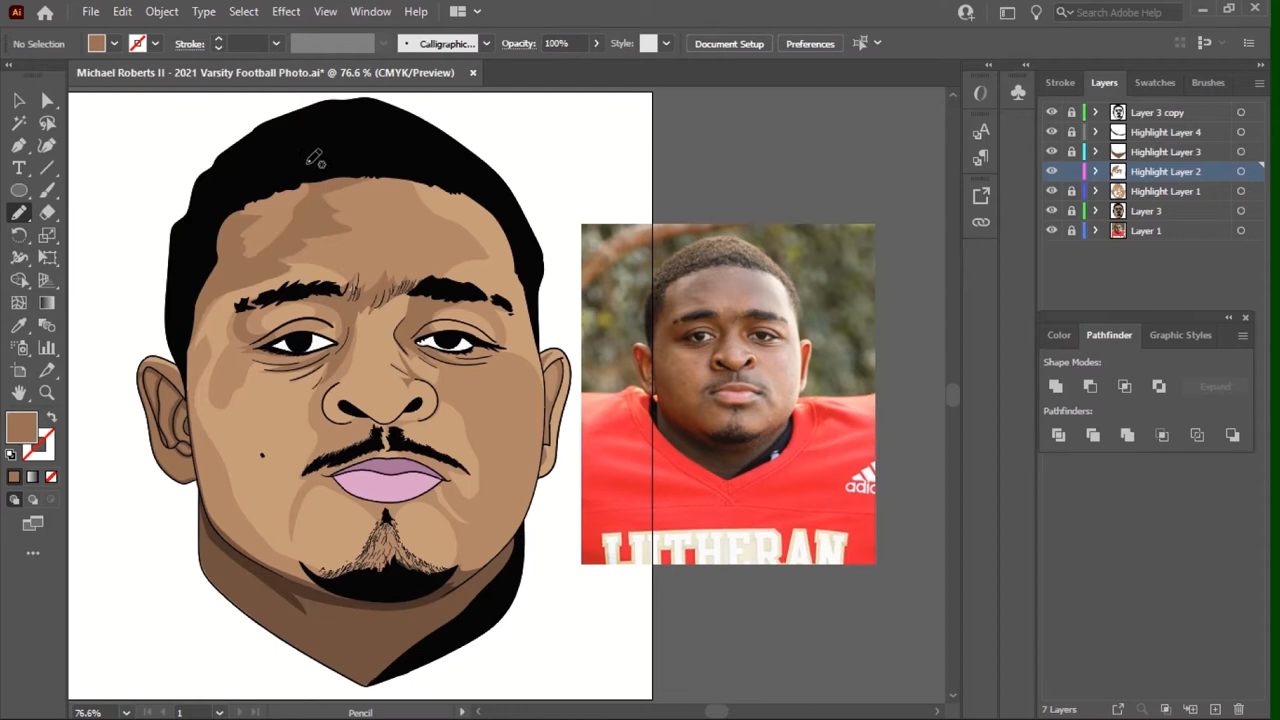 Ai File Edit Object Type Select Effect View Window Help Search Adobe Help
No Selection Stroke: Calligraphic... Opacity: 100% Style: Document Setup Preferences
Michael Roberts II - 2021 Varsity Football Photo.ai* @ 76.6 % (CMYK/Preview)
Stroke Layers Swatches Brushes
Layer 3 copy
Highlight Layer 4
Highlight Layer 3
Highlight Layer 2
Highlight Layer 1
Layer 3
Layer 1
Color Pathfinder Graphic Styles
Shape Modes:
Expand
Pathfinders:
adidas
LUTHERAN
76.6% 1 Pencil 7 Layers